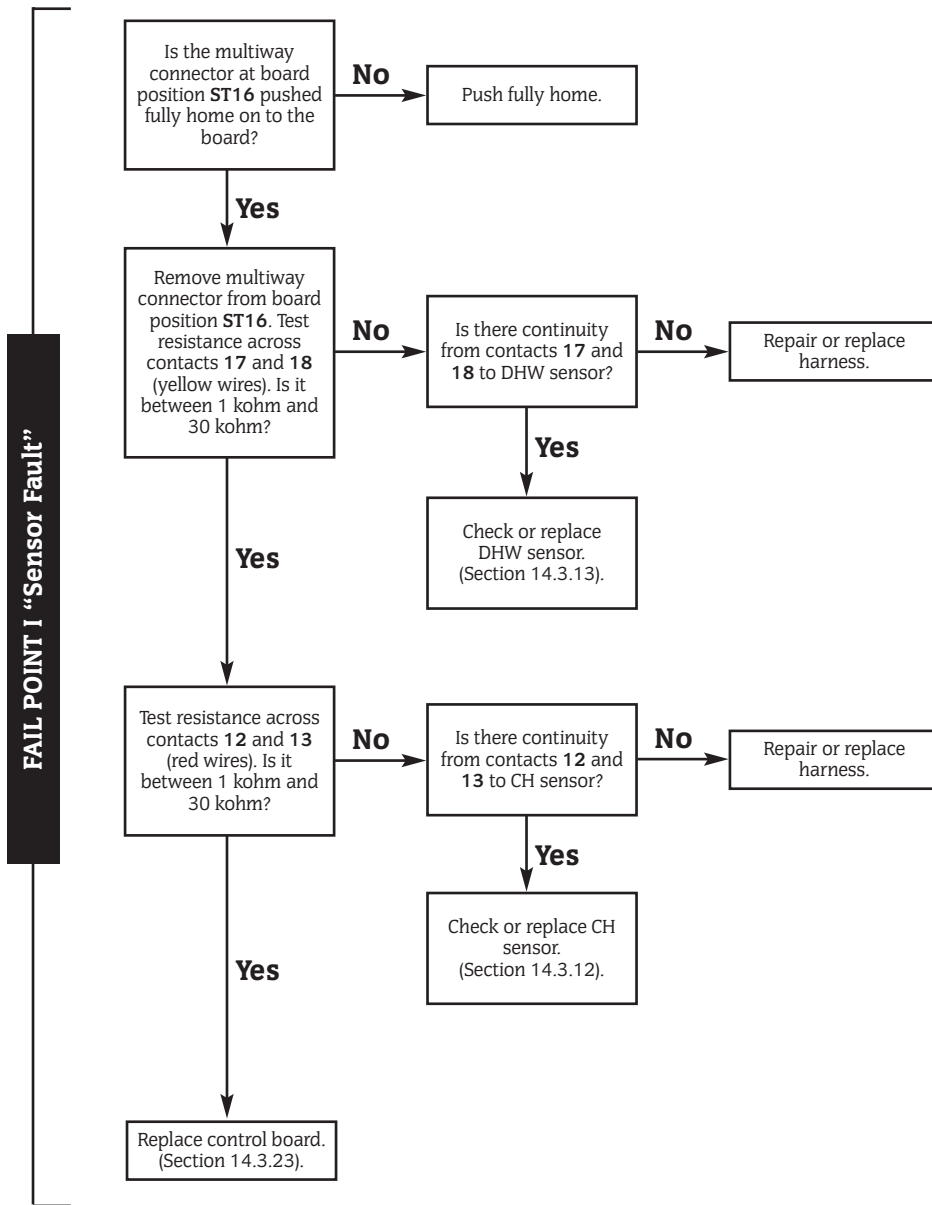 FAIL POINT I “Sensor Fault”
Is the multiway
connector at board
position ST16 pushed
fully home on to the
board?
No
Push fully home.
Yes
Remove multiway
connector from board
position ST16. Test
resistance across
contacts 17 and 18
(yellow wires). Is it
between 1 kohm and
30 kohm?
No
Is there continuity
from contacts 17 and
18 to DHW sensor?
No
Repair or replace
harness.
Yes
Check or replace
DHW sensor.
(Section 14.3.13).
Yes
Test resistance across
contacts 12 and 13
(red wires). Is it
between 1 kohm and
30 kohm?
No
Is there continuity
from contacts 12 and
13 to CH sensor?
No
Repair or replace
harness.
Yes
Check or replace CH
sensor.
(Section 14.3.12).
Yes
Replace control board.
(Section 14.3.23).